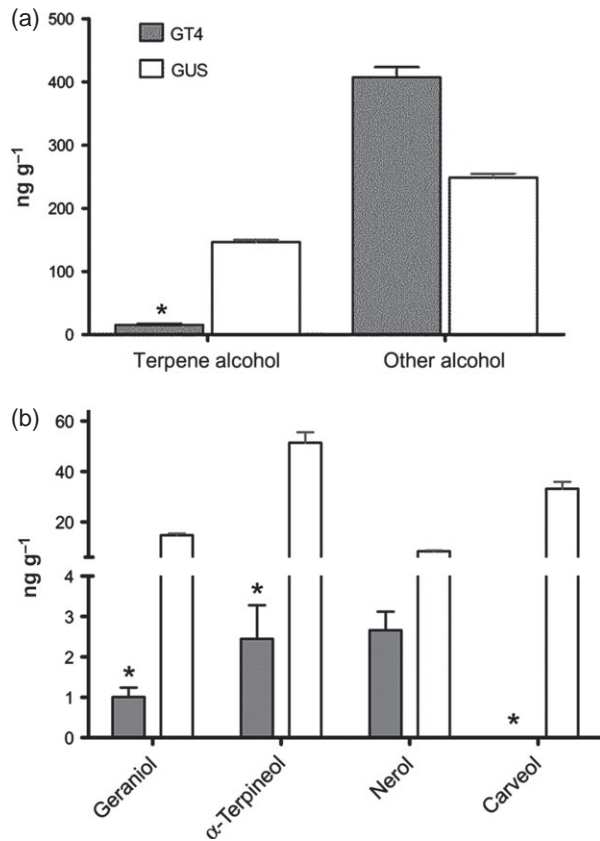 (a)
500
400
300
200
100
0
ng g⁻¹
GT4
GUS
*
Terpene alcohol
Other alcohol
(b)
60
40
20
4
3
2
1
0
ng g⁻¹
*
*
*
Geraniol
α-Terpineol
Nerol
Carveol